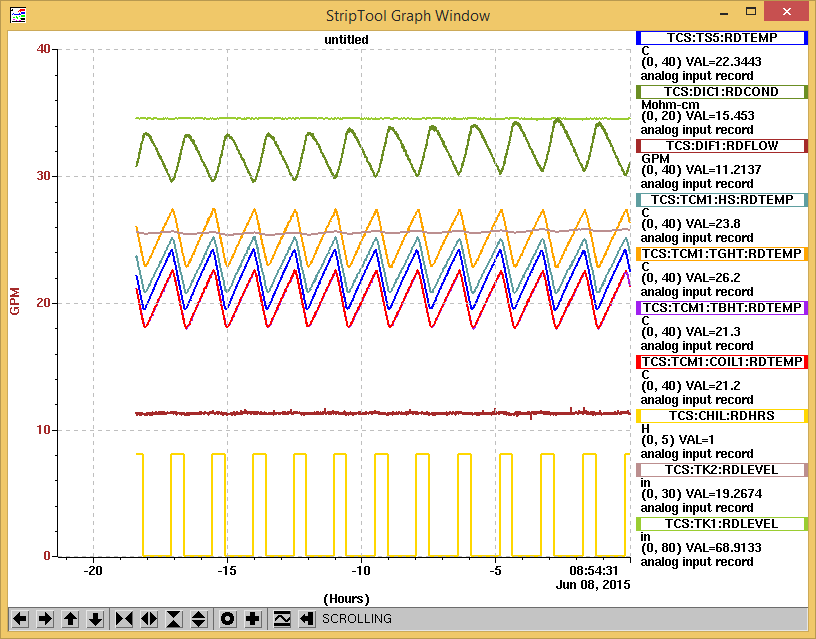 StripTool Graph Window
untitled
40
30
20
10
0
GPM
-20
-15
-10
-5
08:54:31
Jun 08, 2015
(Hours)
TCS:TS5:RDTEMP
C
(0, 40) VAL=22.3443
analog input record
TCS:DIC1:RDCOND
Mohm-cm
(0, 20) VAL=15.453
analog input record
TCS:DIF1:RDFLOW
GPM
(0, 40) VAL=11.2137
analog input record
TCS:TCM1:HS:RDTEMP
C
(0, 40) VAL=23.8
analog input record
TCS:TCM1:TGHT:RDTEMP
C
(0, 40) VAL=26.2
analog input record
TCS:TCM1:TBHT:RDTEMP
C
(0, 40) VAL=21.3
analog input record
TCS:TCM1:COIL1:RDTEMP
C
(0, 40) VAL=21.2
analog input record
TCS:CHIL:RDHRS
H
(0, 5) VAL=1
analog input record
TCS:TK2:RDLEVEL
in
(0, 30) VAL=19.2674
analog input record
TCS:TK1:RDLEVEL
in
(0, 80) VAL=68.9133
analog input record
SCROLLING